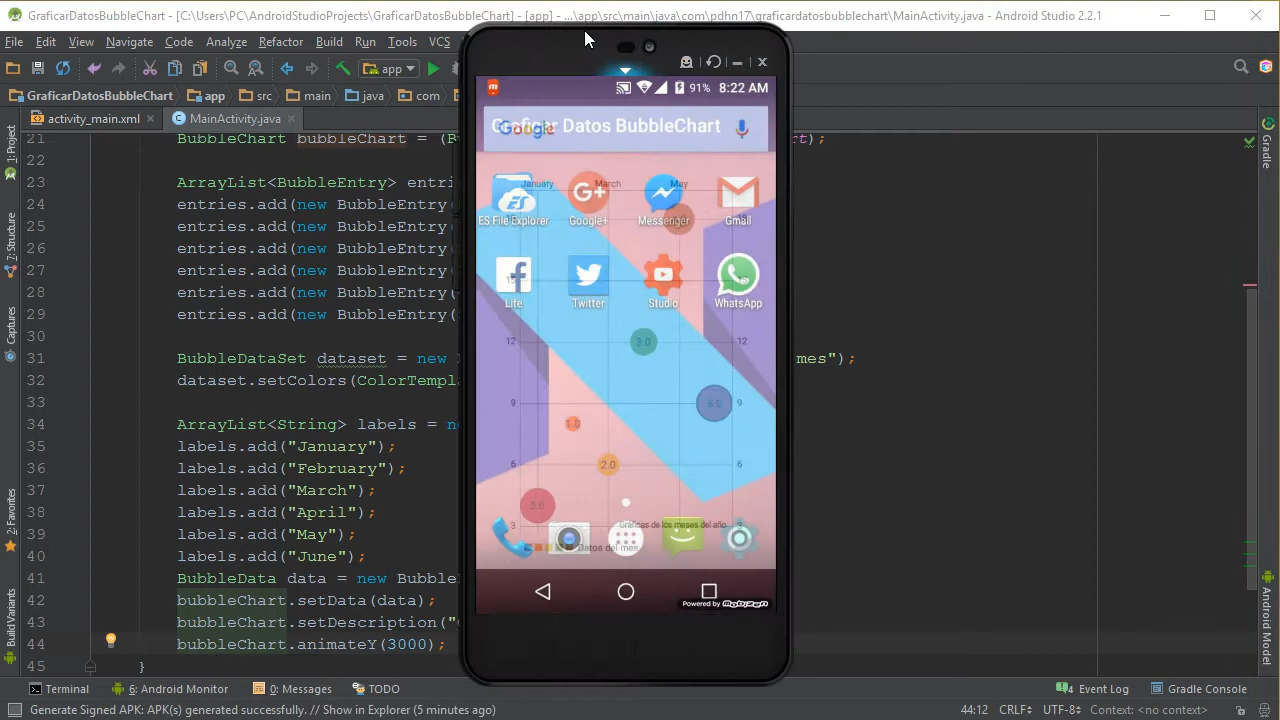 GraficarDatosBubbleChart - [C:\Users\PC\AndroidStudioProjects\GraficarDatosBubbleChart] - [app] - ...\app\src\main\java\com\pdhn17\graficardatosbubblechart\MainActivity.java - Android Studio 2.2.1
File Edit View Navigate Code Analyze Refactor Build Run Tools VCS
app
GraficarDatosBubbleChart app src main java com
activity_main.xml MainActivity.java
1: Project
7: Structure
Captures
2: Favorites
Build Variants
Gradle
Android Model
21 BubbleChart bubbleChart = (B
22
23 ArrayList<BubbleEntry> entri
24 entries.add(new BubbleEntry(
25 entries.add(new BubbleEntry(
26 entries.add(new BubbleEntry(
27 entries.add(new BubbleEntry(
28 entries.add(new BubbleEntry(
29 entries.add(new BubbleEntry(
30
31 BubbleDataSet dataset = new mes");
32 dataset.setColors(ColorTempl
33
34 ArrayList<String> labels = ne
35 labels.add("January");
36 labels.add("February");
37 labels.add("March");
38 labels.add("April");
39 labels.add("May");
40 labels.add("June");
41 BubbleData data = new Bubble
42 bubbleChart.setData(data);
43 bubbleChart.setDescription("
44 bubbleChart.animateY(3000);
45 }
91% 8:22 AM
Google
Graficar Datos BubbleChart
January March May
ES File Explorer Google+ Messenger Gmail
Lite Twitter Studio WhatsApp
12 3.0 12
9 9
1.0
6 2.0 6
3 Gráficas de los meses del año 3
Datos del mes
Powered by Mobizen
Terminal 6: Android Monitor 0: Messages TODO 4 Event Log Gradle Console
Generate Signed APK: APK(s) generated successfully. // Show in Explorer (5 minutes ago) 44:12 CRLF UTF-8 Context: <no context>